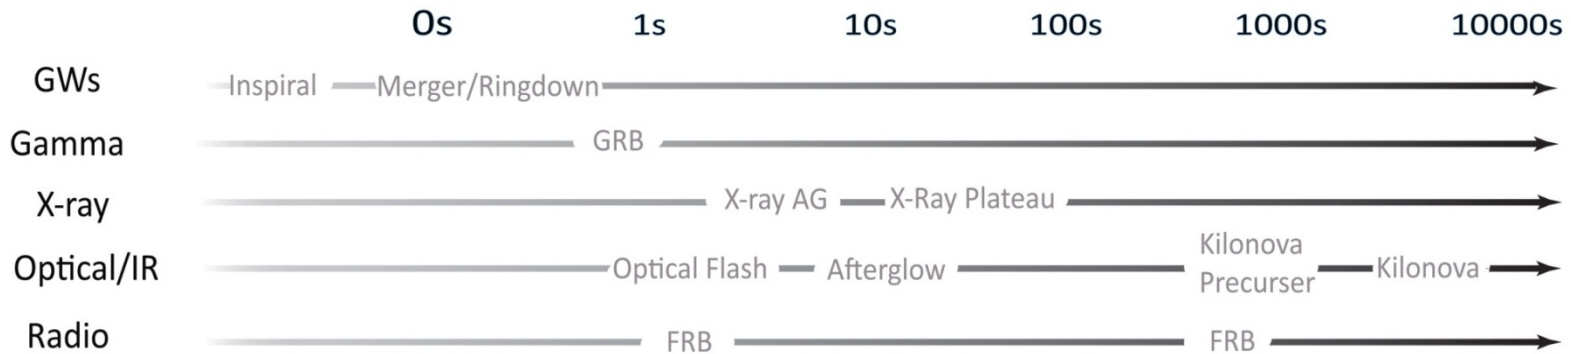 0s 1s 10s 100s 1000s 10000s
GWs Inspiral Merger/Ringdown
Gamma GRB
X-ray X-ray AG X-Ray Plateau
Optical/IR Optical Flash Afterglow Kilonova Precurser Kilonova
Radio FRB FRB